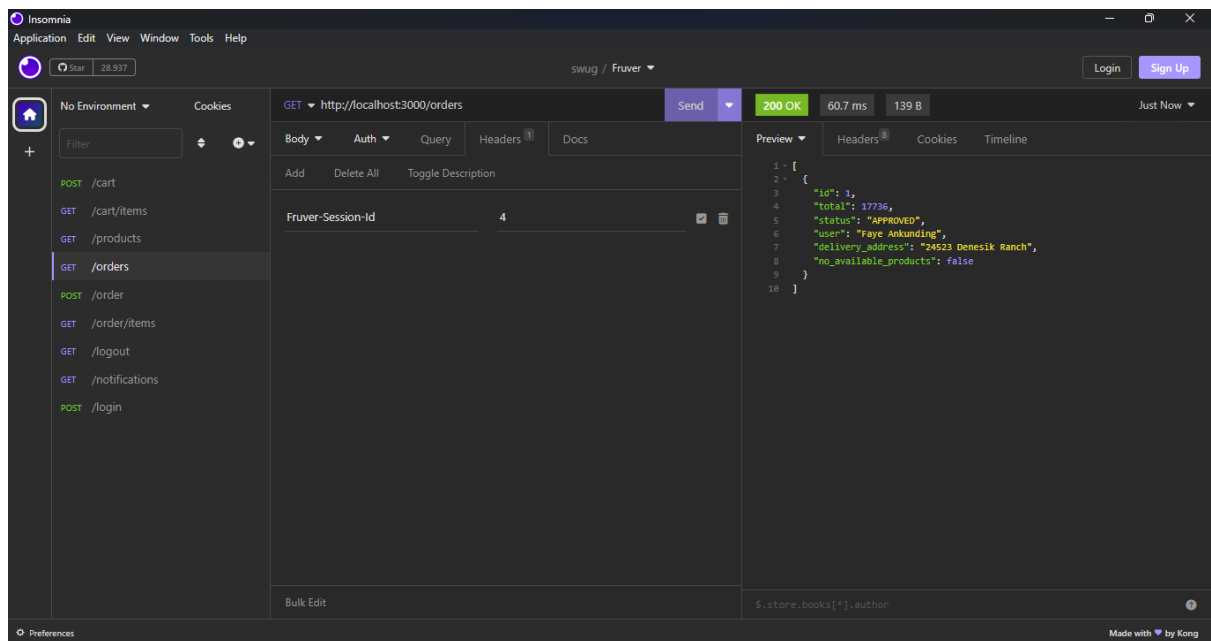 Insomnia
Application Edit View Window Tools Help
Star 28.937
swug / Fruver
Login Sign Up
No Environment
Cookies
Filter
POST /cart
GET /cart/items
GET /products
GET /orders
POST /order
GET /order/items
GET /logout
GET /notifications
POST /login
GET http://localhost:3000/orders
Send
Body Auth Query Headers 1 Docs
Add Delete All Toggle Description
Fruver-Session-Id 4
Bulk Edit
200 OK 60.7 ms 139 B Just Now
Preview Headers 8 Cookies Timeline
1 [
2 {
3 "id": 1,
4 "total": 17736,
5 "status": "APPROVED",
6 "user": "Faye Ankunding",
7 "delivery_address": "24523 Denesik Ranch",
8 "no_available_products": false
9 }
10 ]
$.store.books[*].author
Preferences
Made with 💜 by Kong